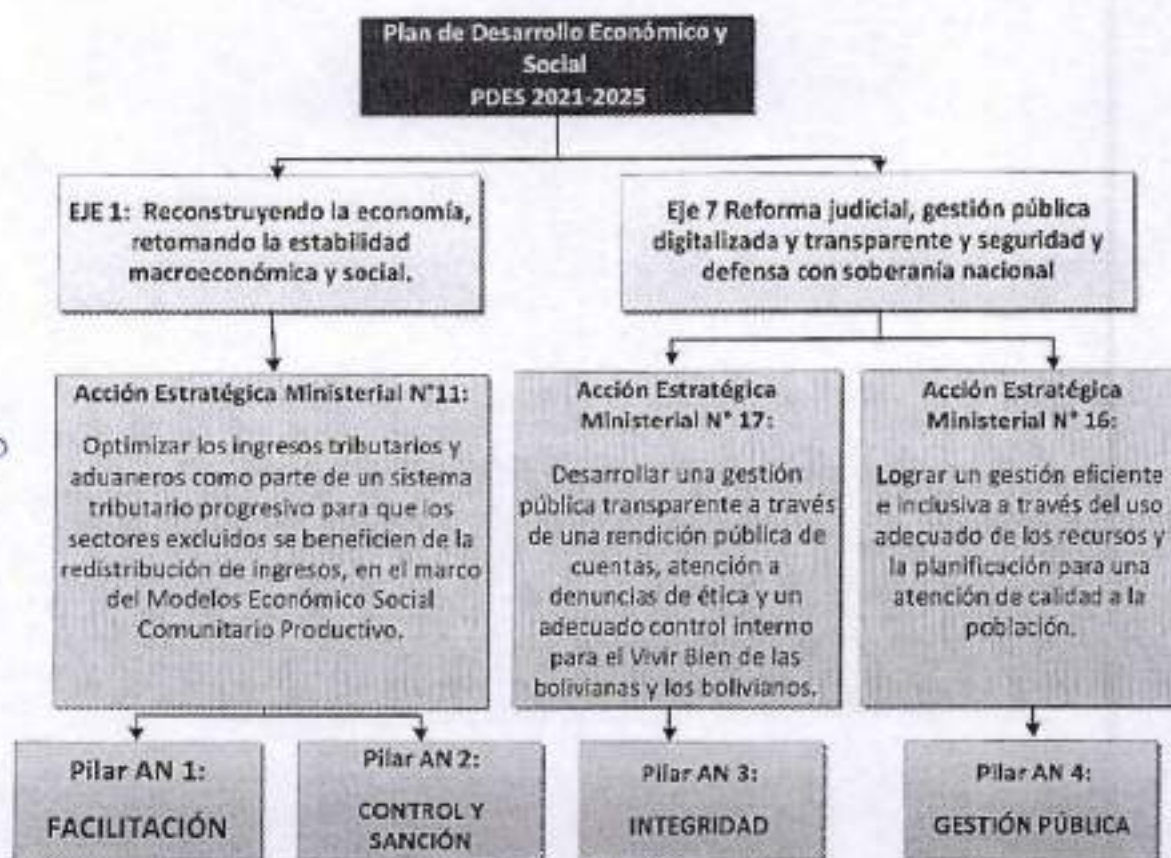 Plan de Desarrollo Económico y
Social
PDES 2021-2025
EJE 1: Reconstruyendo la economía,
retomando la estabilidad
macroeconómica y social.
Eje 7 Reforma judicial, gestión pública
digitalizada y transparente y seguridad y
defensa con soberanía nacional
Acción Estratégica Ministerial N°11:
Optimizar los ingresos tributarios y
aduaneros como parte de un sistema
tributario progresivo para que los
sectores excluidos se beneficien de la
redistribución de ingresos, en el marco
del Modelos Económico Social
Comunitario Productivo.
Acción Estratégica
Ministerial N° 17:
Desarrollar una gestión
pública transparente a través
de una rendición pública de
cuentas, atención a
denuncias de ética y un
adecuado control interno
para el Vivir Bien de las
bolivianas y los bolivianos.
Acción Estratégica
Ministerial N° 16:
Lograr un gestión eficiente
e inclusiva a través del uso
adecuado de los recursos y
la planificación para una
atención de calidad a la
población.
Pilar AN 1:
FACILITACIÓN
Pilar AN 2:
CONTROL Y
SANCIÓN
Pilar AN 3:
INTEGRIDAD
Pilar AN 4:
GESTIÓN PÚBLICA